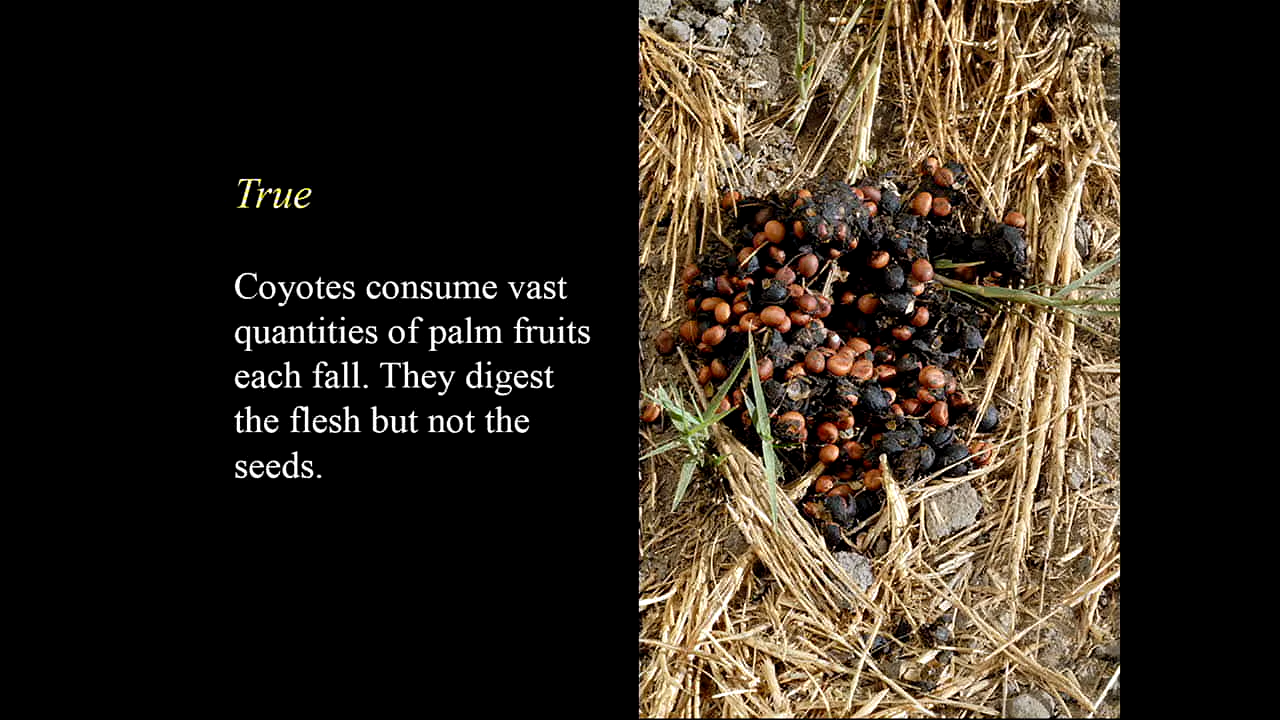 True
Coyotes consume vast
quantities of palm fruits
each fall. They digest
the flesh but not the
seeds.